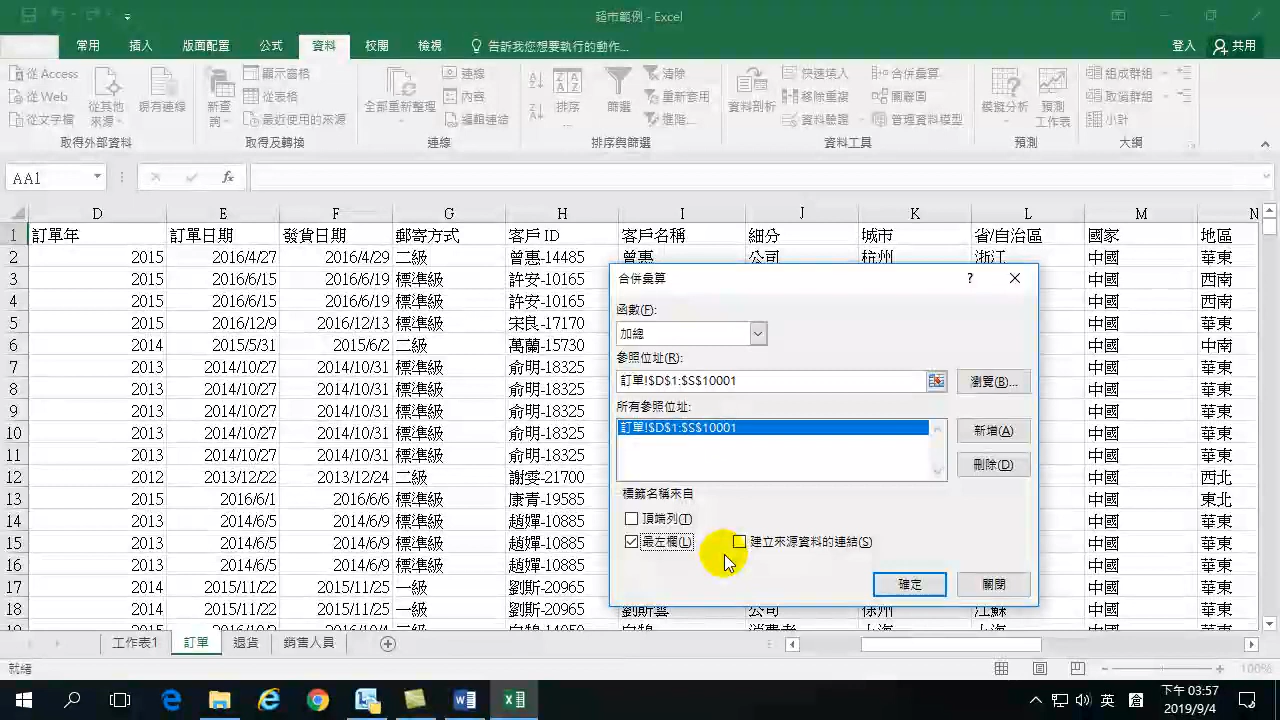 超市範例 - Excel
常用 插入 版面配置 公式 資料 校閱 檢視 告訴我您想要執行的動作... 登入 共用
從 Access
從 Web
從文字檔
從其他來源
現有連線
取得外部資料
新查詢
顯示查詢
從表格
最近使用的來源
取得及轉換
全部重新整理
連線
內容
編輯連結
連線
排序...
篩選
清除
重新套用
進階...
排序與篩選
資料剖析
快速填入
移除重複
資料驗證
合併彙算
關聯圖
管理資料模型
資料工具
模擬分析
預測工作表
預測
組成群組
取消群組
小計
大綱
AA1 fx
D E F G H I J K L M N
1 訂單年 訂單日期 發貨日期 郵寄方式 客戶 ID 客戶名稱 細分 城市 省/自治區 國家 地區
2 2015 2016/4/27 2016/4/29 二級 曾惠-14485 曾惠 公司 杭州 浙江 中國 華東
3 2015 2016/6/15 2016/6/19 標準級 許安-10165 中國 西南
4 2015 2016/6/15 2016/6/19 標準級 許安-10165 中國 西南
5 2015 2016/12/9 2016/12/13 標準級 宋良-17170 中國 華東
6 2014 2015/5/31 2015/6/2 二級 萬蘭-15730 中國 中南
7 2013 2014/10/27 2014/10/31 標準級 俞明-18325 中國 華東
8 2013 2014/10/27 2014/10/31 標準級 俞明-18325 中國 華東
9 2013 2014/10/27 2014/10/31 標準級 俞明-18325 中國 華東
10 2013 2014/10/27 2014/10/31 標準級 俞明-18325 中國 華東
11 2013 2014/10/27 2014/10/31 標準級 俞明-18325 中國 華東
12 2012 2013/12/22 2013/12/24 二級 謝雯-21700 中國 西北
13 2015 2016/6/1 2016/6/6 標準級 康青-19585 中國 東北
14 2013 2014/6/5 2014/6/9 標準級 趙嬋-10885 中國 華東
15 2013 2014/6/5 2014/6/9 標準級 趙嬋-10885 中國 華東
16 2013 2014/6/5 2014/6/9 標準級 趙嬋-10885 中國 華東
17 2014 2015/11/22 2015/11/25 一級 劉斯-20965 中國 華東
18 2014 2015/11/22 2015/11/25 一級 劉斯-20965 劉斯雲 公司 徐州 江蘇 中國 華東
合併彙算 ?
函數(F):
加總
參照位址(R):
訂單!$D$1:$S$10001 瀏覽(B)...
所有參照位址:
訂單!$D$1:$S$10001 新增(A)
刪除(D)
標籤名稱來自
頂端列(T)
最左欄(L) 建立來源資料的連結(S)
確定 關閉
工作表1 訂單 退貨 銷售人員
就緒 100%
英 下午 03:57
2019/9/4